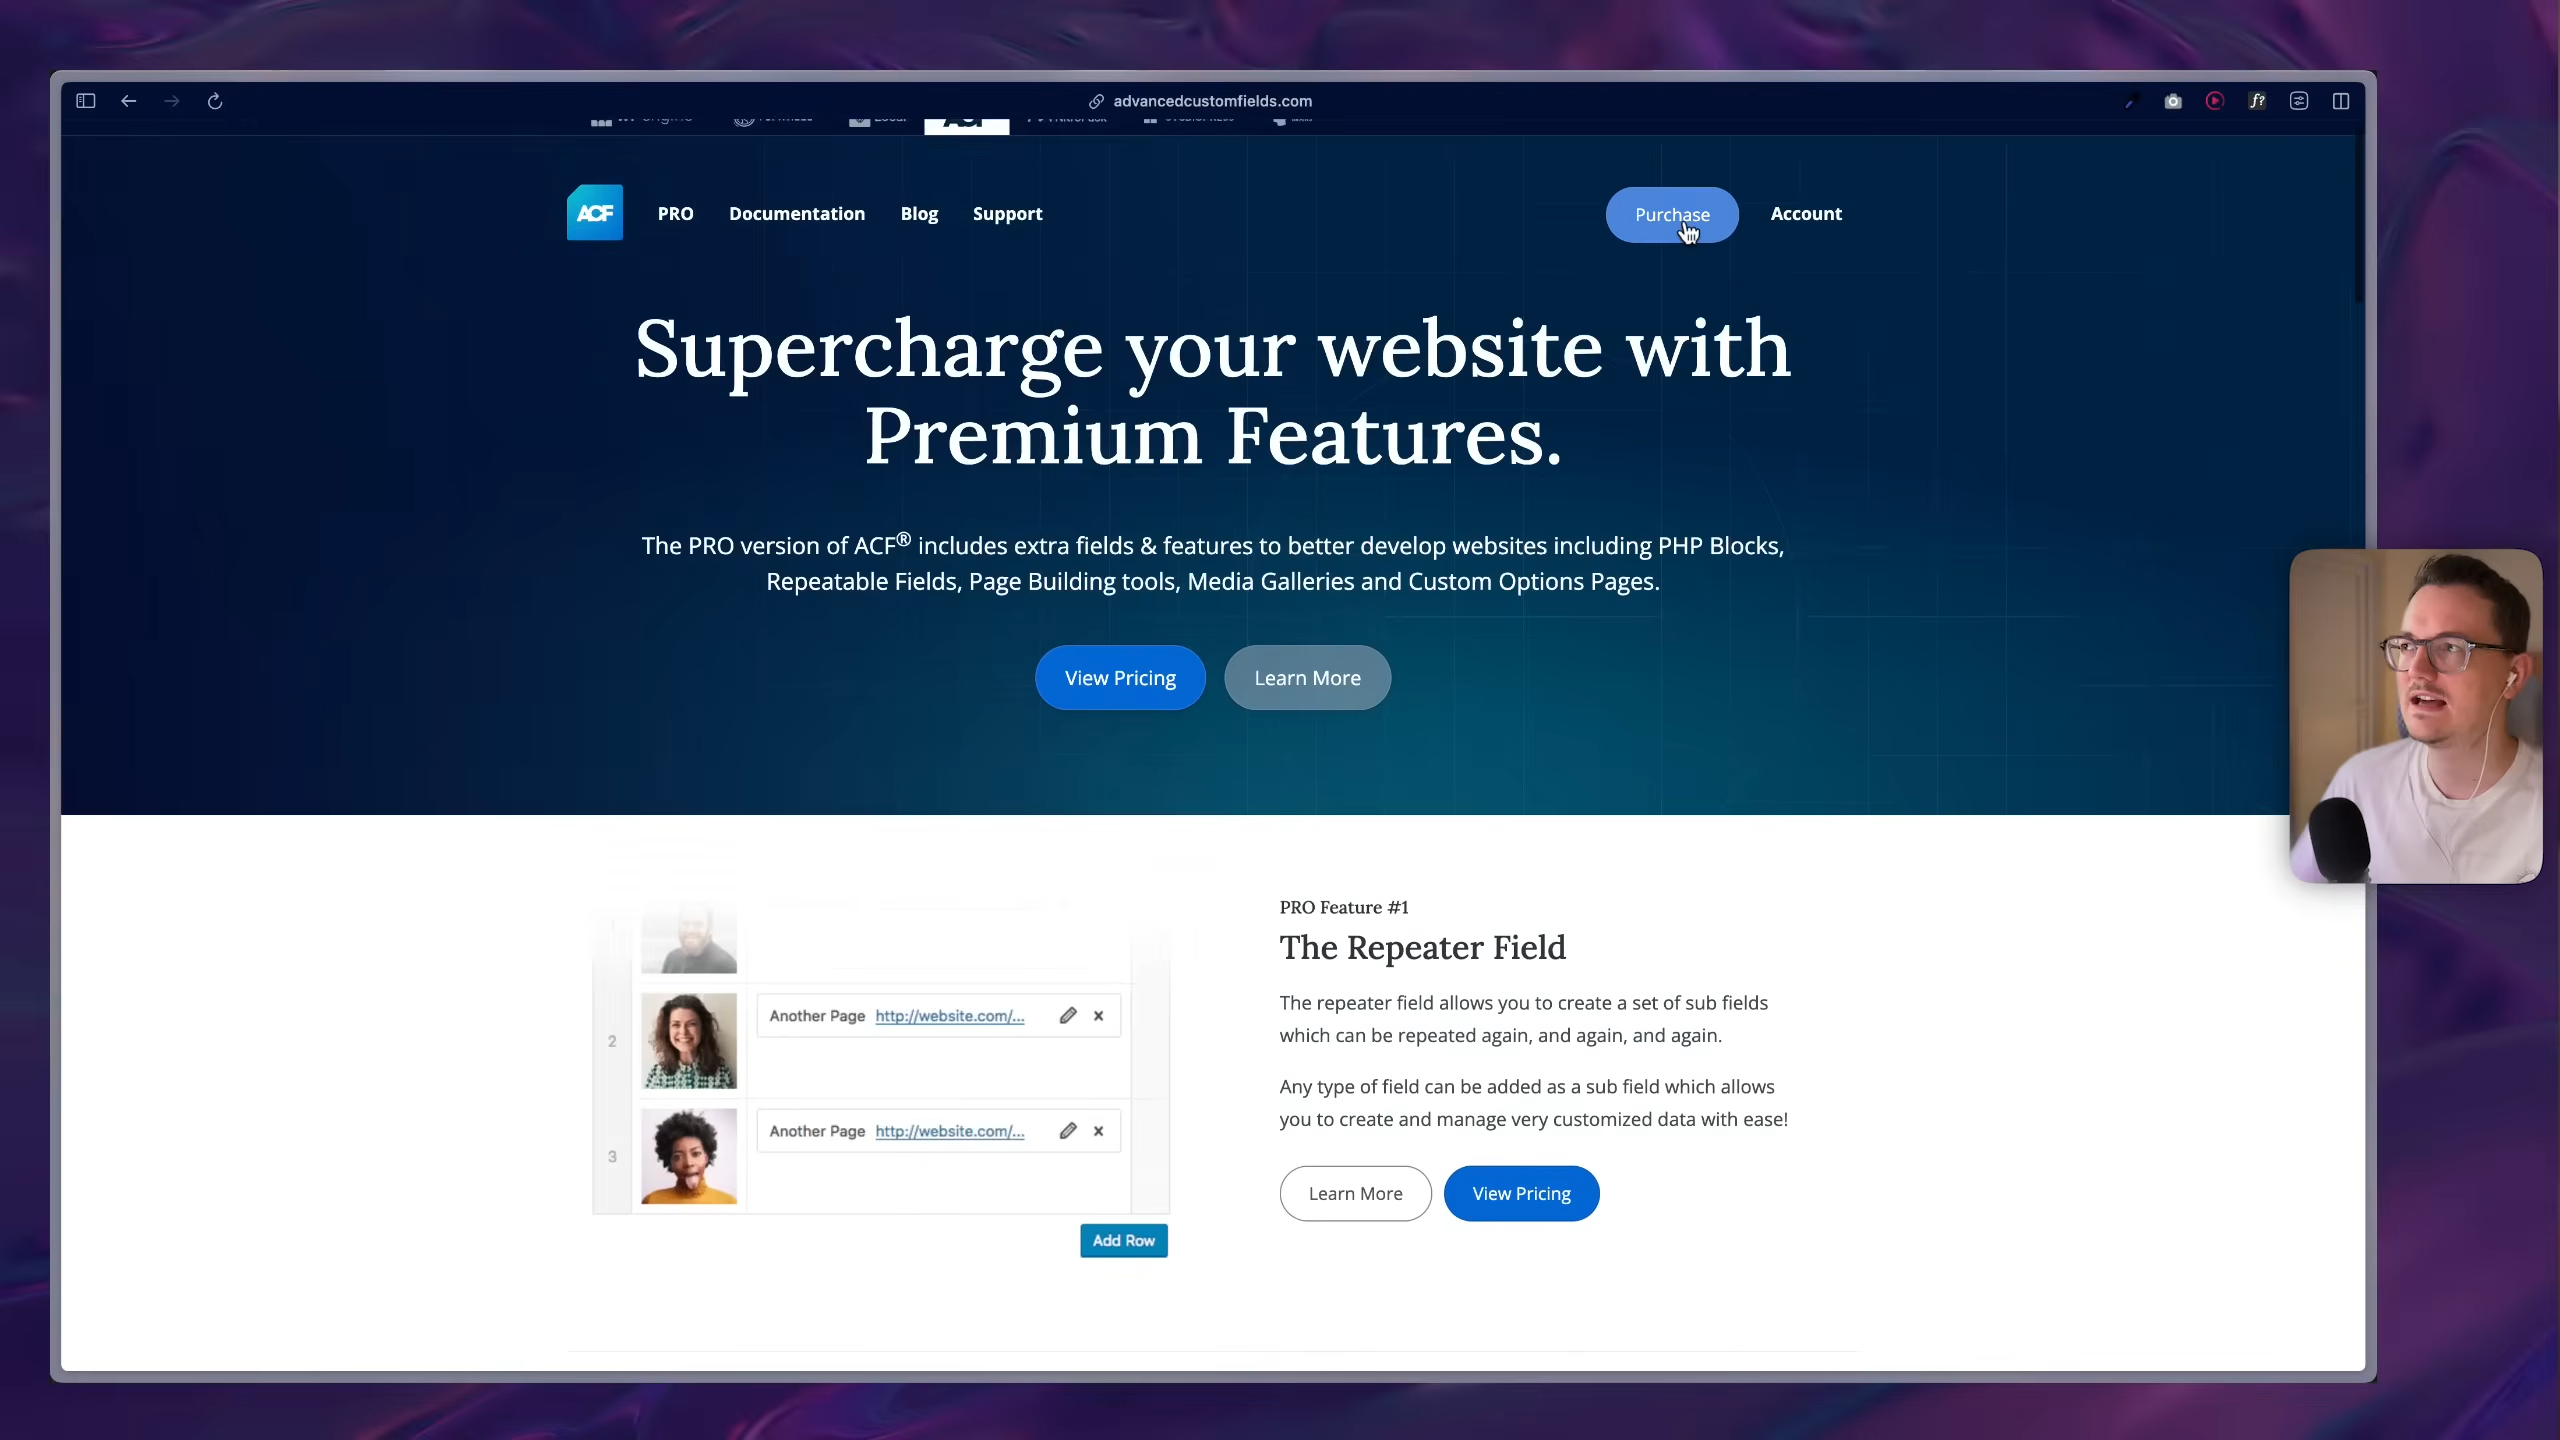 advancedcustomfields.com
f?
ACF
PRO
Documentation
Blog
Support
Purchase
Account
Supercharge your website with
Premium Features.
The PRO version of ACF® includes extra fields & features to better develop websites including PHP Blocks,
Repeatable Fields, Page Building tools, Media Galleries and Custom Options Pages.
View Pricing
Learn More
2
Another Page http://website.com/...
3
Another Page http://website.com/...
Add Row
PRO Feature #1
The Repeater Field
The repeater field allows you to create a set of sub fields
which can be repeated again, and again, and again.
Any type of field can be added as a sub field which allows
you to create and manage very customized data with ease!
Learn More
View Pricing